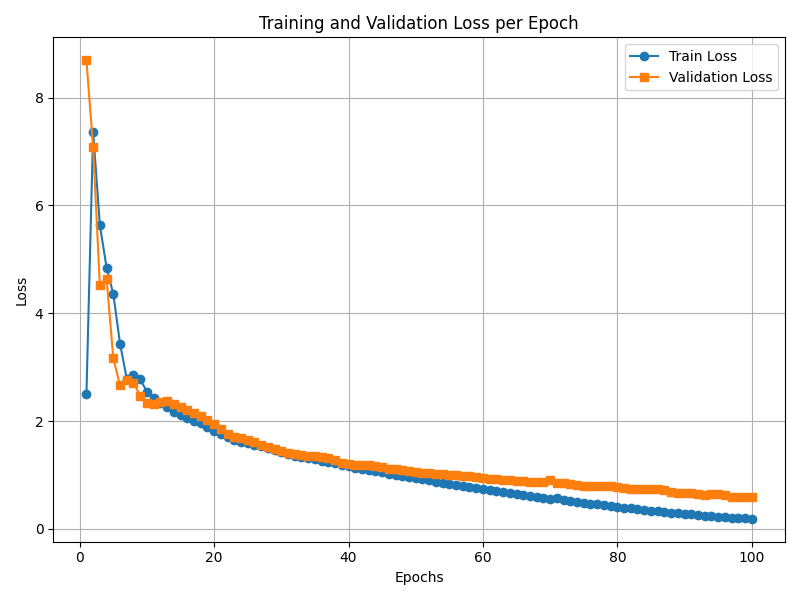 Training and Validation Loss per Epoch
Train Loss
Validation Loss
8
6
4
2
0
Loss
0 20 40 60 80 100
Epochs